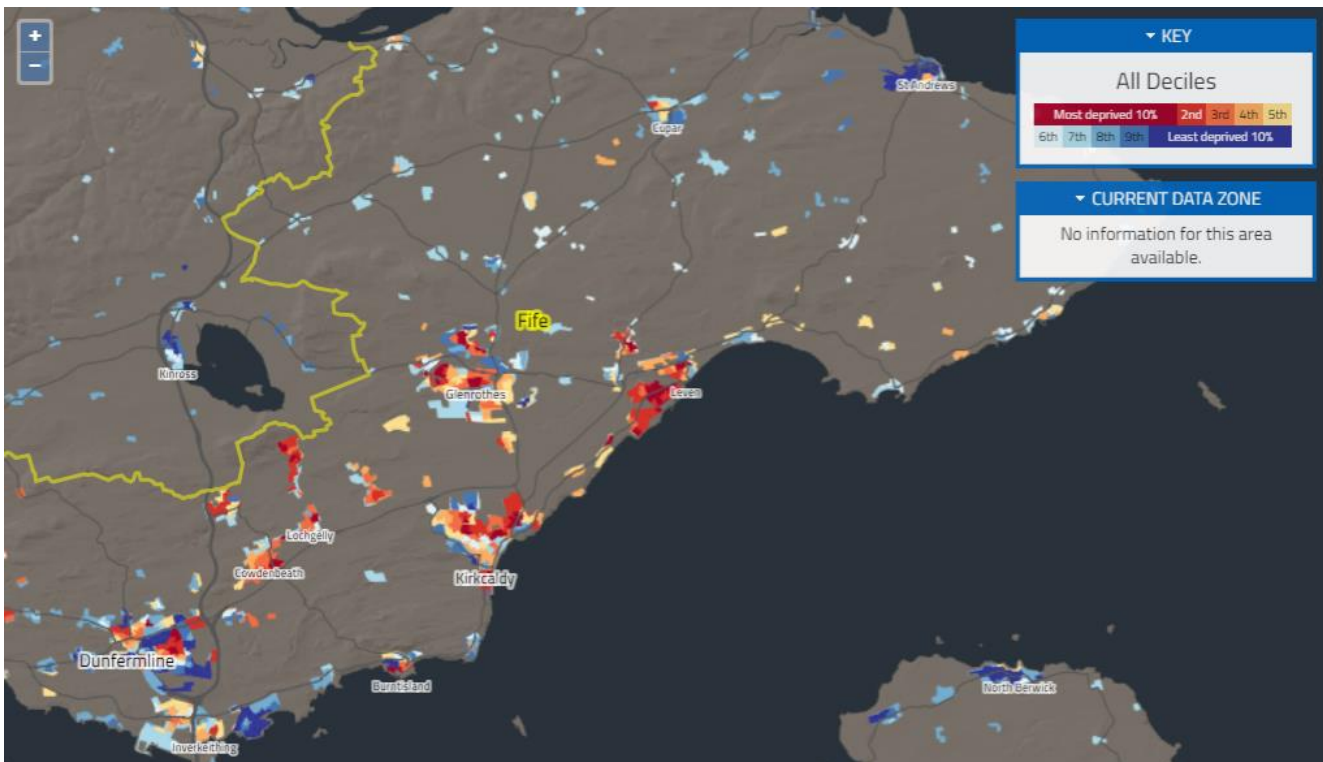 +
−
KEY
All Deciles
Most deprived 10% 2nd 3rd 4th 5th
6th 7th 8th 9th Least deprived 10%
CURRENT DATA ZONE
No information for this area
available.
St Andrews
Cupar
Fife
Kinross
Glenrothes
Leven
Lochgelly
Cowdenbeath
Kirkcaldy
Dunfermline
Burntisland
North Berwick
Inverkeithing